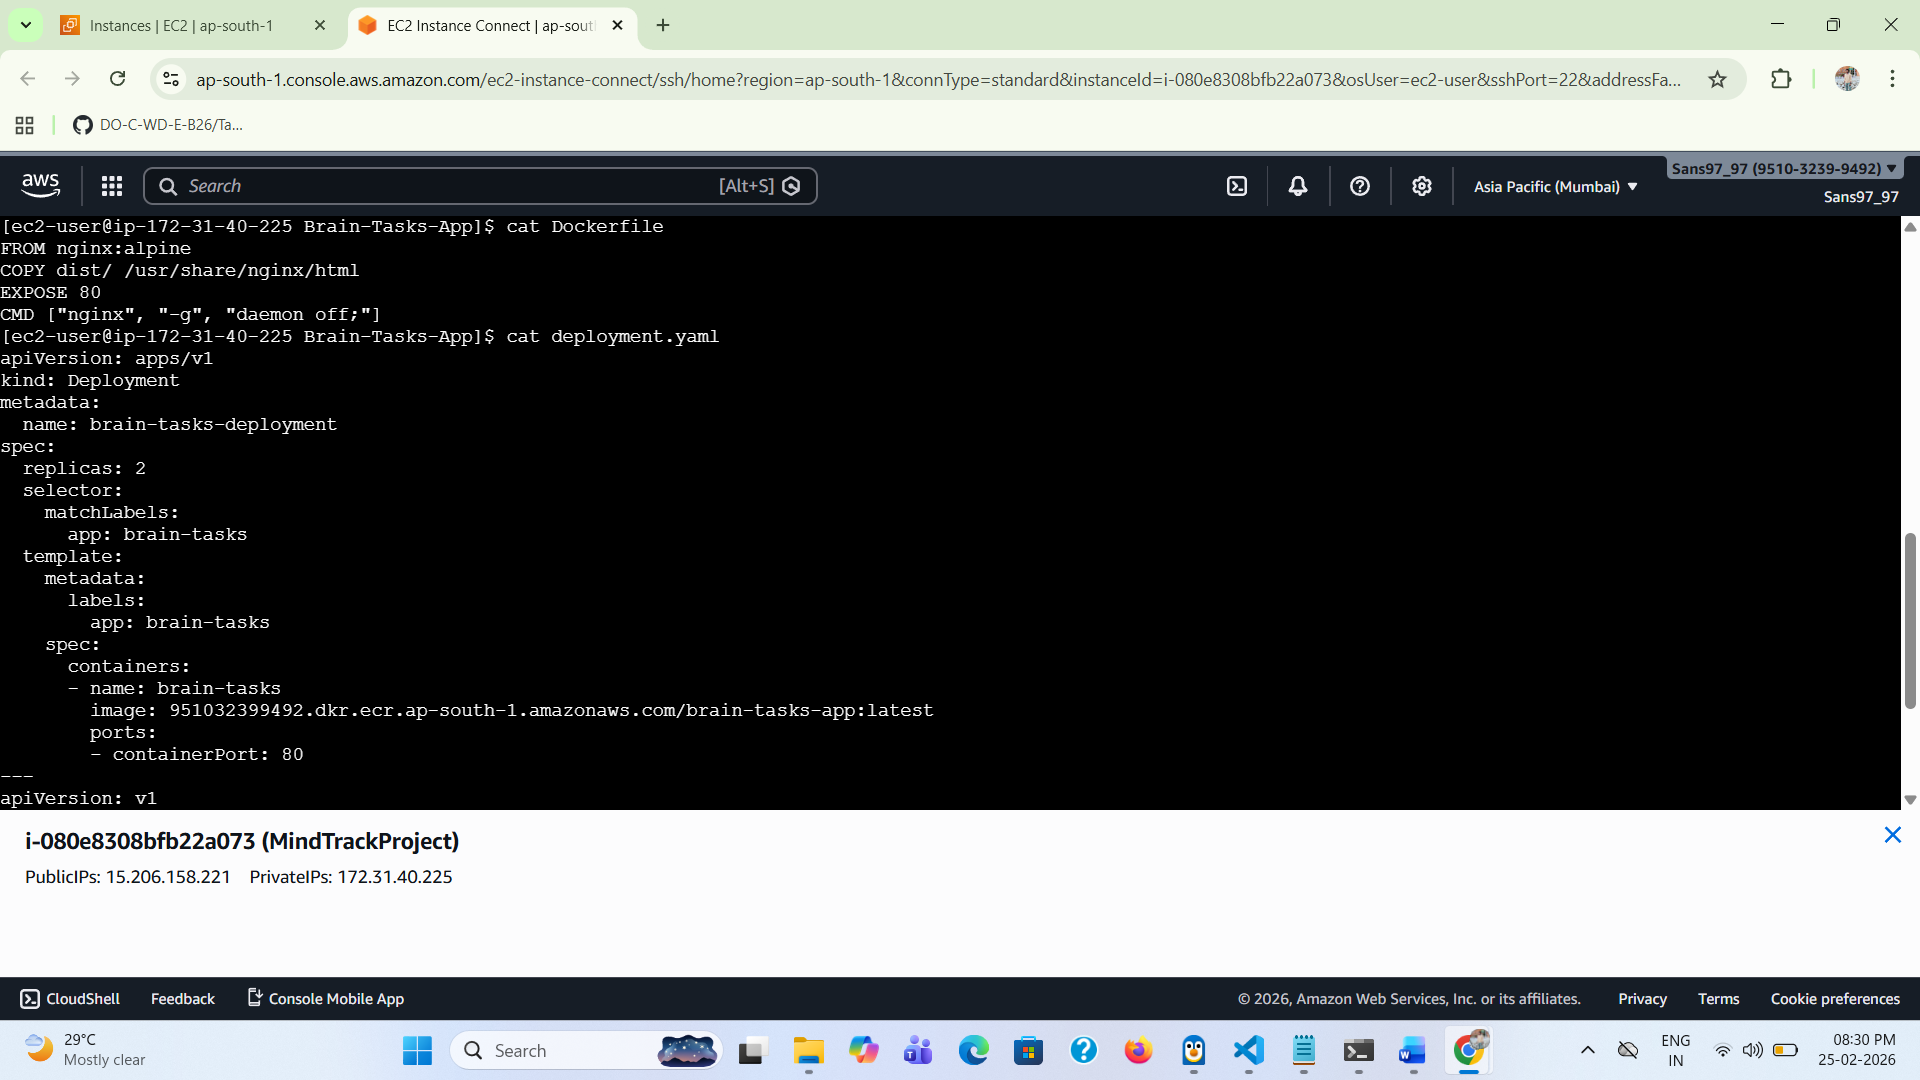 Instances | EC2 | ap-south-1
EC2 Instance Connect | ap-sout
ap-south-1.console.aws.amazon.com/ec2-instance-connect/ssh/home?region=ap-south-1&connType=standard&instanceId=i-080e8308bfb22a073&osUser=ec2-user&sshPort=22&addressFa...
DO-C-WD-E-B26/Ta...
aws
Search
[Alt+S]
Asia Pacific (Mumbai)
Sans97_97 (9510-3239-9492)
Sans97_97
[ec2-user@ip-172-31-40-225 Brain-Tasks-App]$ cat Dockerfile
FROM nginx:alpine
COPY dist/ /usr/share/nginx/html
EXPOSE 80
CMD ["nginx", "-g", "daemon off;"]
[ec2-user@ip-172-31-40-225 Brain-Tasks-App]$ cat deployment.yaml
apiVersion: apps/v1
kind: Deployment
metadata:
  name: brain-tasks-deployment
spec:
  replicas: 2
  selector:
    matchLabels:
      app: brain-tasks
  template:
    metadata:
      labels:
        app: brain-tasks
    spec:
      containers:
      - name: brain-tasks
        image: 951032399492.dkr.ecr.ap-south-1.amazonaws.com/brain-tasks-app:latest
        ports:
        - containerPort: 80
---
apiVersion: v1
i-080e8308bfb22a073 (MindTrackProject)
PublicIPs: 15.206.158.221 PrivateIPs: 172.31.40.225
CloudShell Feedback Console Mobile App © 2026, Amazon Web Services, Inc. or its affiliates. Privacy Terms Cookie preferences
29°C
Mostly clear
Search
ENG
IN
08:30 PM
25-02-2026